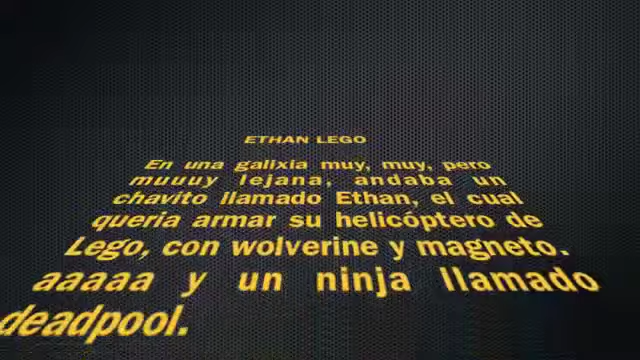 ETHAN LEGO
En una galixia muy, muy, pero
muuuy lejana, andaba un
chavito llamado Ethan, el cual
queria armar su helicóptero de
Lego, con wolverine y magneto.
aaaaa y un ninja llamado
deadpool.